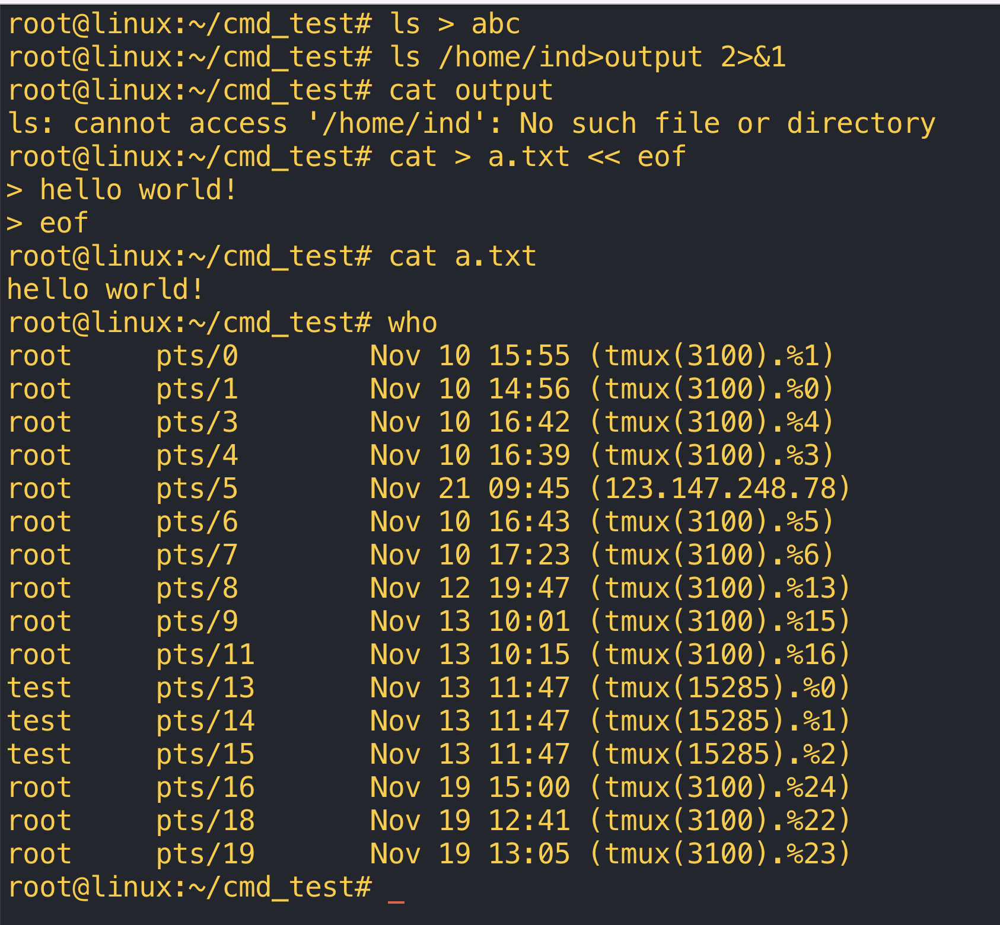 root@linux:~/cmd_test# ls > abc
root@linux:~/cmd_test# ls /home/ind>output 2>&1
root@linux:~/cmd_test# cat output
ls: cannot access '/home/ind': No such file or directory
root@linux:~/cmd_test# cat > a.txt << eof
> hello world!
> eof
root@linux:~/cmd_test# cat a.txt
hello world!
root@linux:~/cmd_test# who
root     pts/0        Nov 10 15:55 (tmux(3100).%1)
root     pts/1        Nov 10 14:56 (tmux(3100).%0)
root     pts/3        Nov 10 16:42 (tmux(3100).%4)
root     pts/4        Nov 10 16:39 (tmux(3100).%3)
root     pts/5        Nov 21 09:45 (123.147.248.78)
root     pts/6        Nov 10 16:43 (tmux(3100).%5)
root     pts/7        Nov 10 17:23 (tmux(3100).%6)
root     pts/8        Nov 12 19:47 (tmux(3100).%13)
root     pts/9        Nov 13 10:01 (tmux(3100).%15)
root     pts/11       Nov 13 10:15 (tmux(3100).%16)
test     pts/13       Nov 13 11:47 (tmux(15285).%0)
test     pts/14       Nov 13 11:47 (tmux(15285).%1)
test     pts/15       Nov 13 11:47 (tmux(15285).%2)
root     pts/16       Nov 19 15:00 (tmux(3100).%24)
root     pts/18       Nov 19 12:41 (tmux(3100).%22)
root     pts/19       Nov 19 13:05 (tmux(3100).%23)
root@linux:~/cmd_test# _